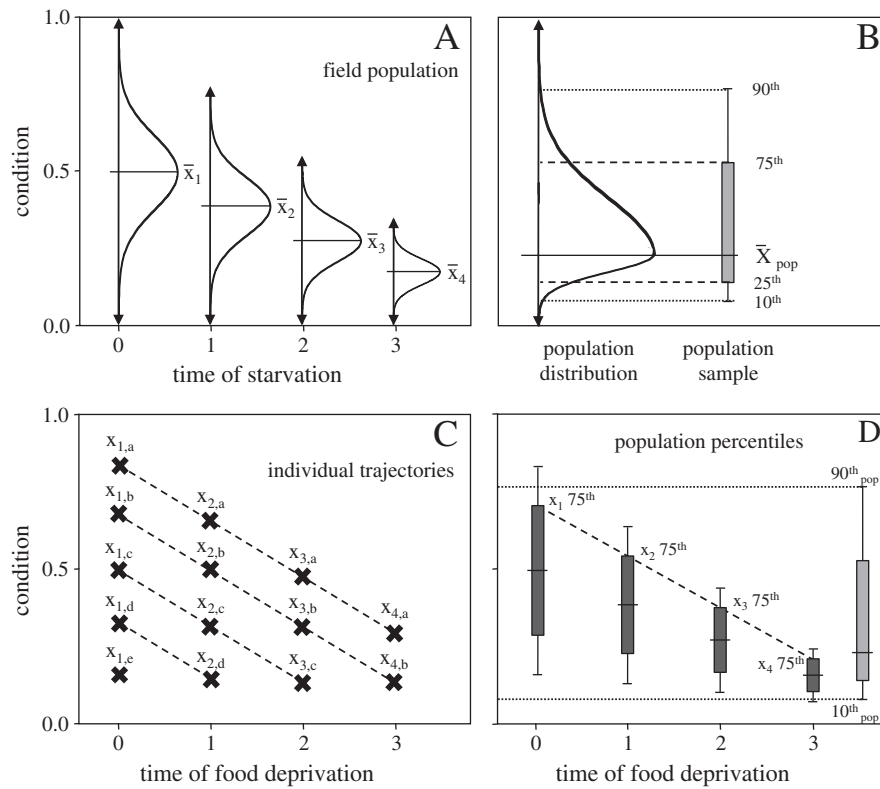 A
field population
1.0
0.5
0.0
condition
x̄1
x̄2
x̄3
x̄4
0 1 2 3
time of starvation
B
90th
75th
X̄ pop
25th
10th
population distribution
population sample
C
individual trajectories
1.0
0.5
0.0
condition
x1,a
x1,b
x2,a
x1,c
x2,b
x3,a
x1,d
x2,c
x3,b
x4,a
x1,e
x2,d
x3,c
x4,b
0 1 2 3
time of food deprivation
D
population percentiles
90th pop
x1 75th
x2 75th
x3 75th
x4 75th
10th pop
0 1 2 3
time of food deprivation